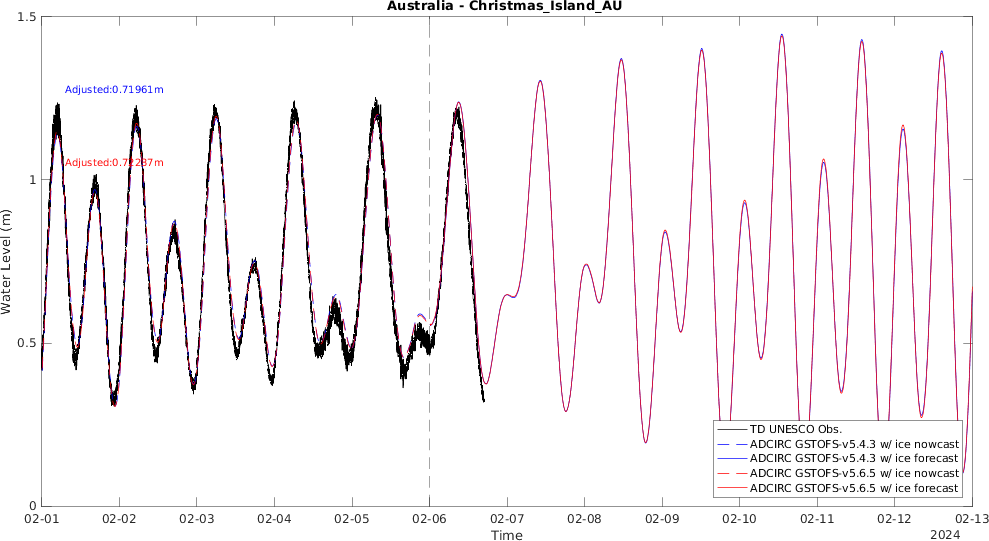 Australia - Christmas_Island_AU
1.5
Adjusted:0.71961m
Adjusted:0.72287m
1
Water Level (m)
0.5
TD UNESCO Obs.
ADCIRC GSTOFS-v5.4.3 w/ ice nowcast
ADCIRC GSTOFS-v5.4.3 w/ ice forecast
ADCIRC GSTOFS-v5.6.5 w/ ice nowcast
ADCIRC GSTOFS-v5.6.5 w/ ice forecast
0
02-01 02-02 02-03 02-04 02-05 02-06 02-07 02-08 02-09 02-10 02-11 02-12 02-13
Time
2024